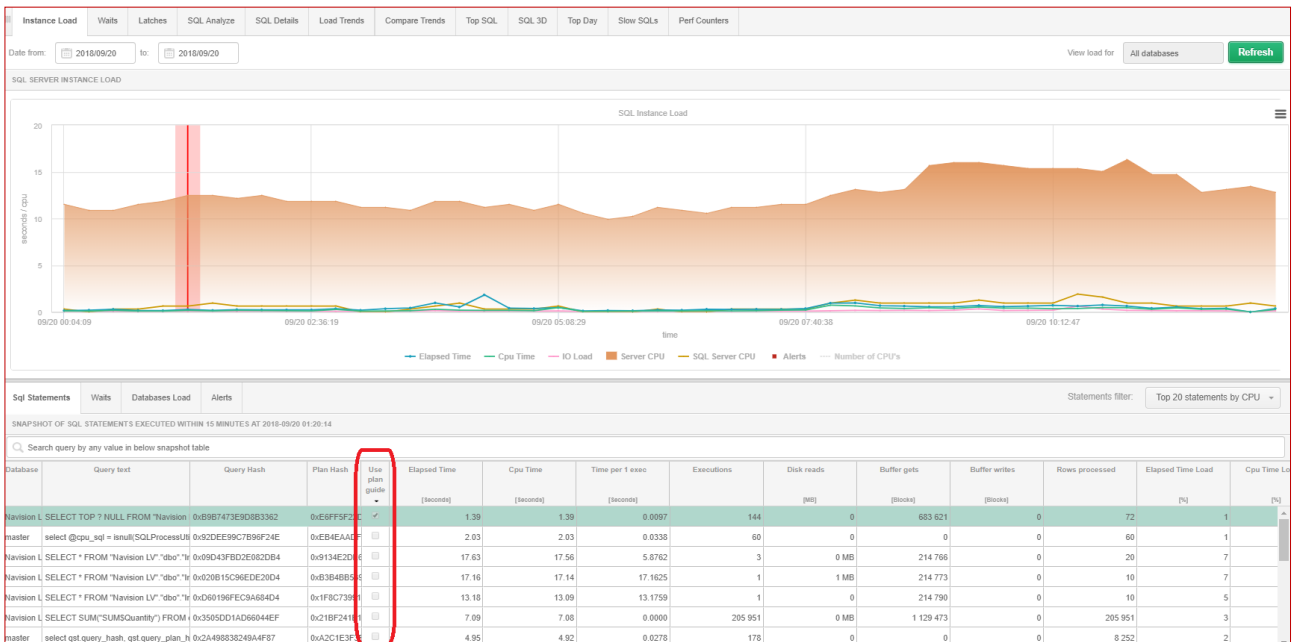 Instance Load Waits Latches SQL Analyze SQL Details Load Trends Compare Trends Top SQL SQL 3D Top Day Slow SQLs Perf Counters
Date from: 2018/09/20 to: 2018/09/20 View load for All databases Refresh
SQL SERVER INSTANCE LOAD
SQL Instance Load
20
15
10
5
0
seconds / cpu
09/20 00:04:09 09/20 02:36:19 09/20 05:08:29 09/20 07:40:38 09/20 10:12:47
time
Elapsed Time Cpu Time IO Load Server CPU SQL Server CPU Alerts Number of CPU's
Sql Statements Waits Databases Load Alerts Statements filter: Top 20 statements by CPU
SNAPSHOT OF SQL STATEMENTS EXECUTED WITHIN 15 MINUTES AT 2018-09/20 01:20:14
Search query by any value in below snapshot table
Database Query text Query Hash Plan Hash Use plan guide Elapsed Time Cpu Time Time per 1 exec Executions Disk reads Buffer gets Buffer writes Rows processed Elapsed Time Load Cpu Time Lo
[Seconds] [Seconds] [Seconds] [MB] [Blocks] [Blocks] [%] [%]
Navision L SELECT TOP ? NULL FROM "Navision 0xB9B7473E9D8B3362 0xE6FF5F2 1.39 1.39 0.0097 144 0 683 621 0 72 1
master select @cpu_sql = isnull(SQLProcessUti 0x92DEE99C7B96F24E 0xEB4EAA 2.03 2.03 0.0338 60 0 0 0 60 1
Navision L SELECT * FROM "Navision LV"."dbo"."Ir 0x09D43FBD2E082DB4 0x9134E2D 17.63 17.56 5.8762 3 0 MB 214 766 0 20 7
Navision L SELECT * FROM "Navision LV"."dbo"."Ir 0x020B15C96EDE20D4 0xB3B4BB5 17.16 17.14 17.1625 1 1 MB 214 773 0 10 7
Navision L SELECT * FROM "Navision LV"."dbo"."Ir 0xD60196FEC9A684D4 0x1F8C739 13.18 13.09 13.1759 1 0 214 790 0 10 5
Navision L SELECT SUM("SUM$Quantity") FROM 0x3505DD1AD66044EF 0x21BF241 7.09 7.08 0.0000 205 951 0 MB 1 129 473 0 205 951 3
master select qst.query_hash, qst.query_plan_h 0x2A498838249A4F87 0xA2C1E3F 4.95 4.92 0.0278 178 0 0 0 8 252 2